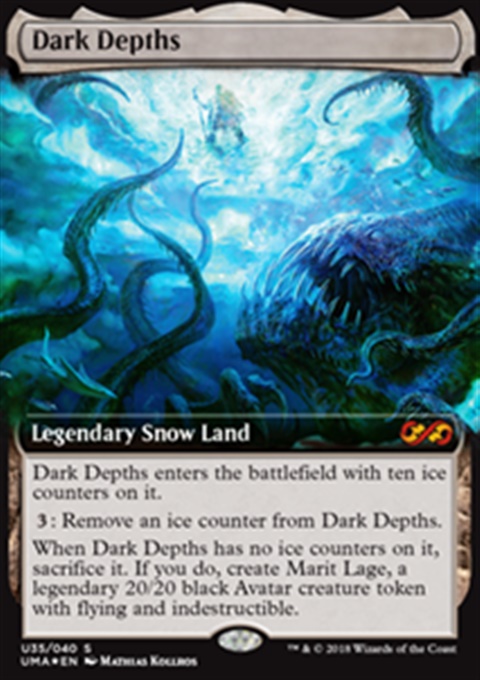 Dark Depths
Legendary Snow Land
Dark Depths enters the battlefield with ten ice
counters on it.
3: Remove an ice counter from Dark Depths.
When Dark Depths has no ice counters on it,
sacrifice it. If you do, create Marit Lage, a
legendary 20/20 black Avatar creature token
with flying and indestructible.
U35/040 S
™ & © 2018 Wizards of the Coast
UMA★EN Mathias Kollros